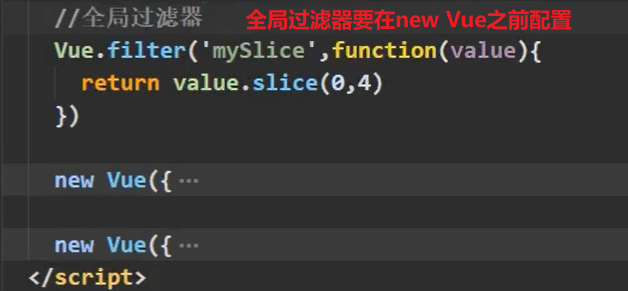 //全局过滤器 全局过滤器要在new Vue之前配置
Vue.filter('mySlice',function(value){
return value.slice(0,4)
})
new Vue({ ⋯
new Vue({ ⋯
</script>